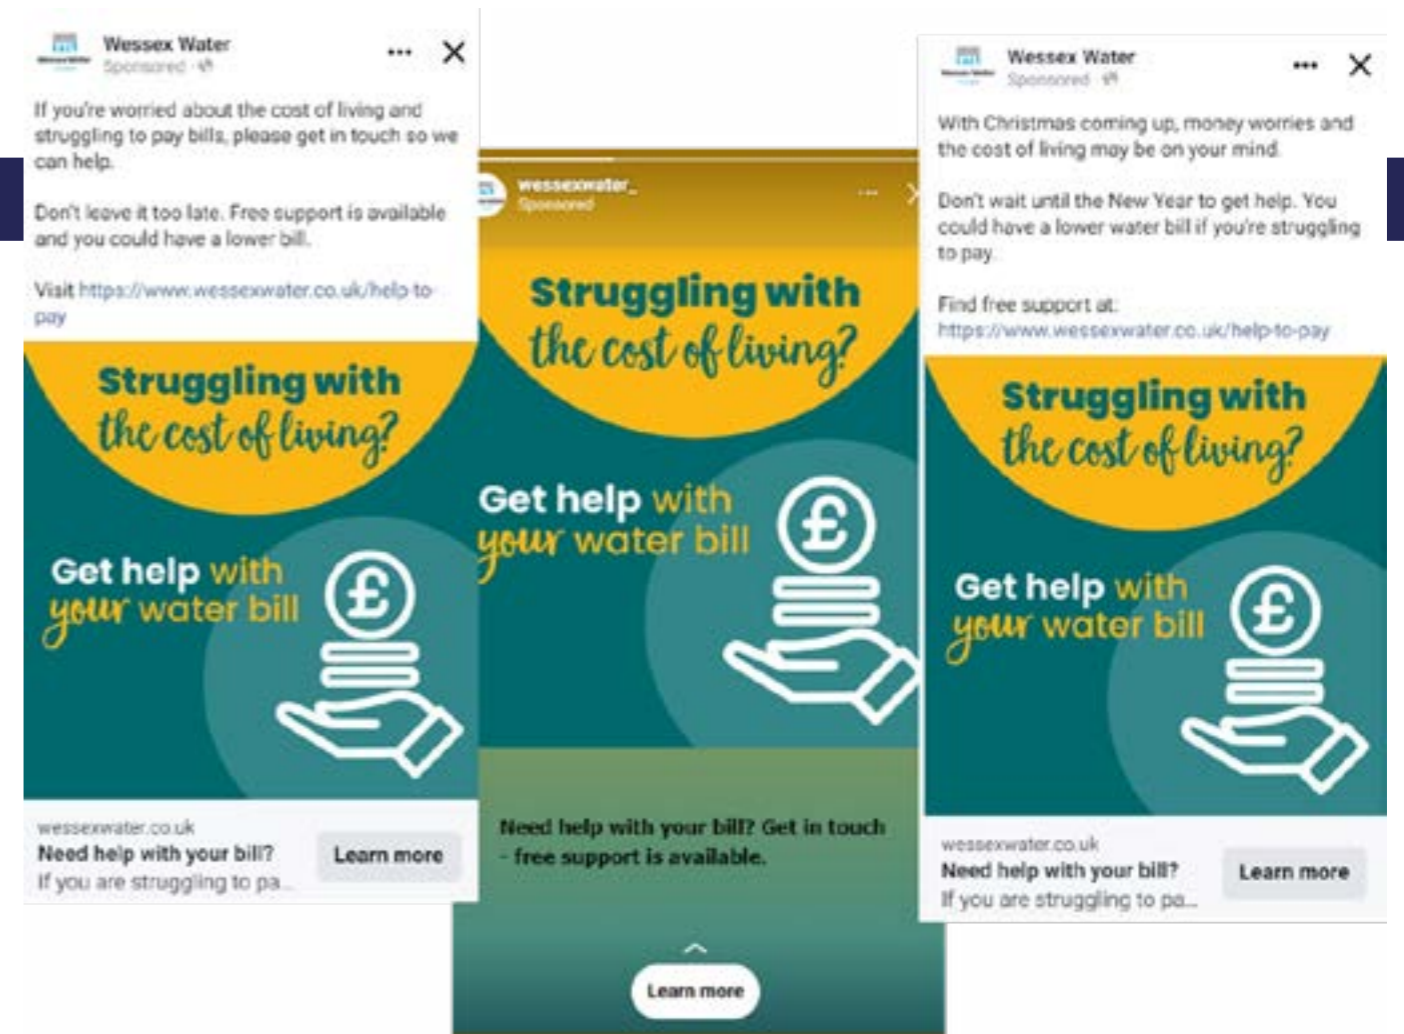 Wessex Water
Sponsored
If you're worried about the cost of living and
struggling to pay bills, please get in touch so we
can help.
Don't leave it too late. Free support is available
and you could have a lower bill.
Visit https://www.wessexwater.co.uk/help-to-
pay
Struggling with
the cost of living?
Get help with
your water bill
£
wessexwater.co.uk
Need help with your bill?
If you are struggling to pa...
Learn more
wessexwater_
Sponsored
Struggling with
the cost of living?
Get help with
your water bill
£
Need help with your bill? Get in touch
- free support is available.
Learn more
Wessex Water
Sponsored
With Christmas coming up, money worries and
the cost of living may be on your mind.
Don't wait until the New Year to get help. You
could have a lower water bill if you're struggling
to pay.
Find free support at:
https://www.wessexwater.co.uk/help-to-pay
Struggling with
the cost of living?
Get help with
your water bill
£
wessexwater.co.uk
Need help with your bill?
If you are struggling to pa...
Learn more